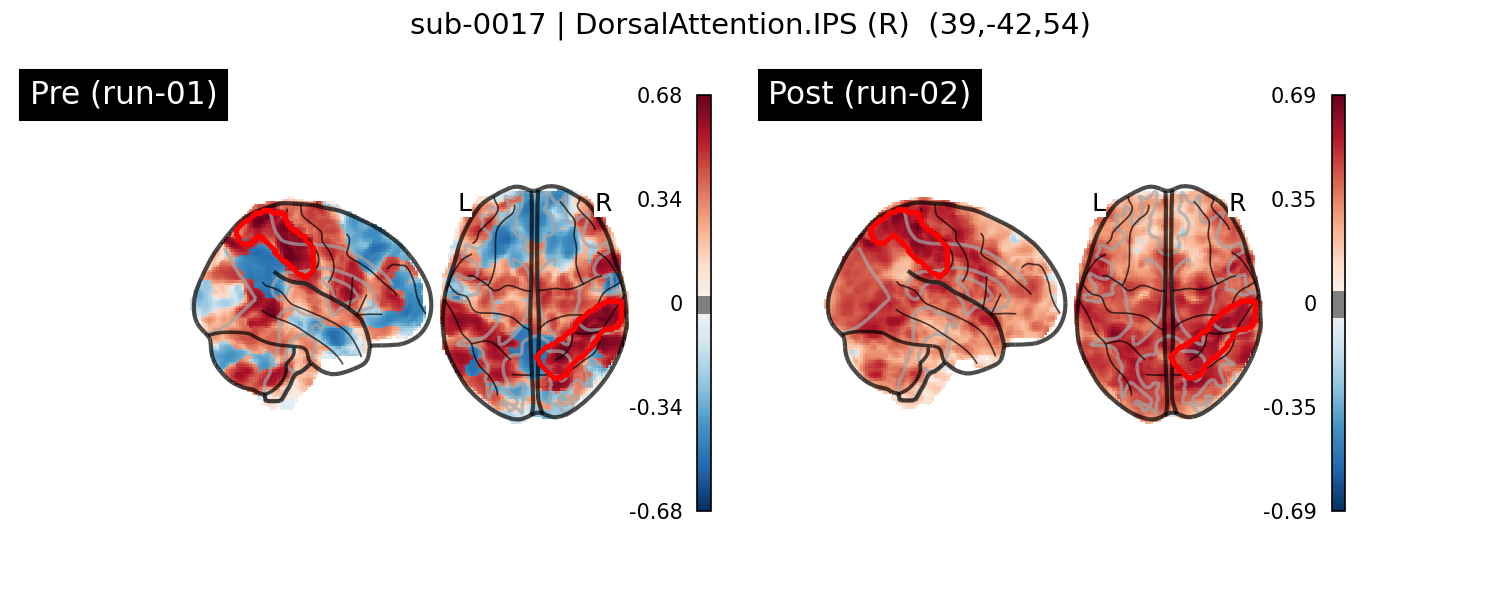 sub-0017 | DorsalAttention.IPS (R)  (39,-42,54)
Pre (run-01)
L
R
0.68
0.34
0
-0.34
-0.68
Post (run-02)
L
R
0.69
0.35
0
-0.35
-0.69